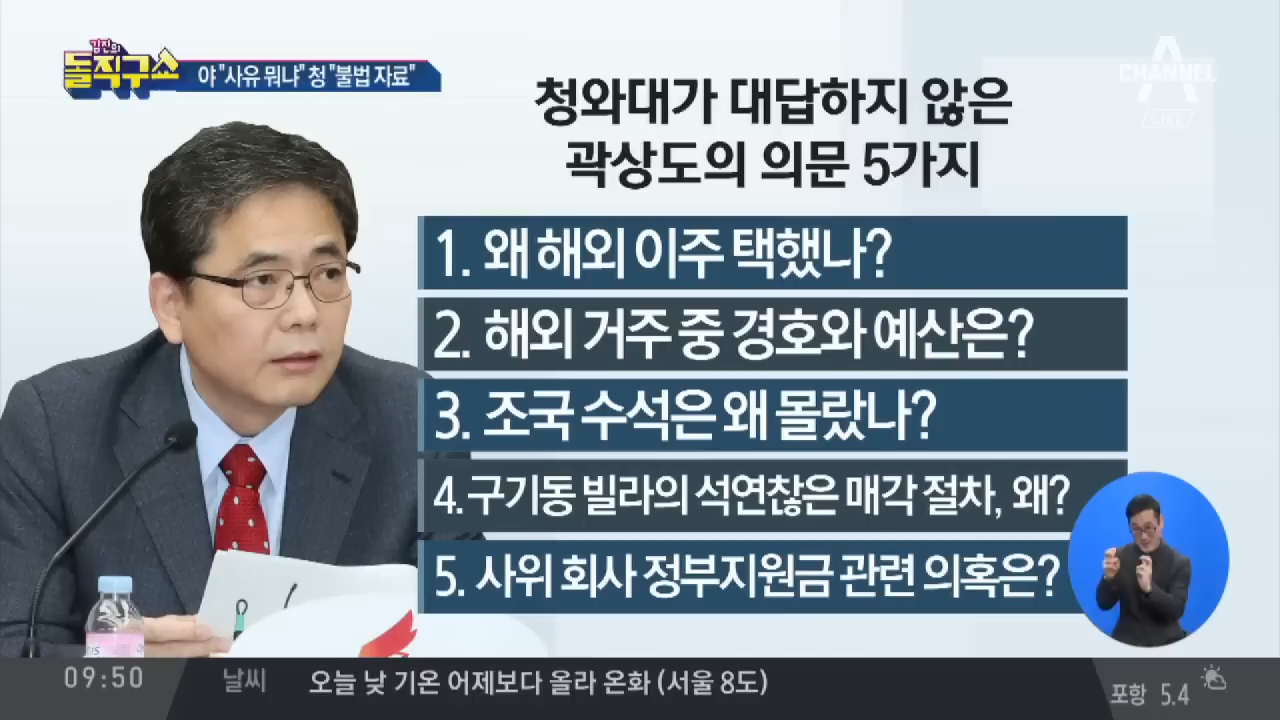 김진의
돌직구쇼
야 "사유 뭐냐" 청 "불법 자료"
CHANNEL A
청와대가 대답하지 않은
곽상도의 의문 5가지
1. 왜 해외 이주 택했나?
2. 해외 거주 중 경호와 예산은?
3. 조국 수석은 왜 몰랐나?
4. 구기동 빌라의 석연찮은 매각 절차, 왜?
5. 사위 회사 정부지원금 관련 의혹은?
09:50
날씨
오늘 낮 기온 어제보다 올라 온화 (서울 8도)
포항 5.4